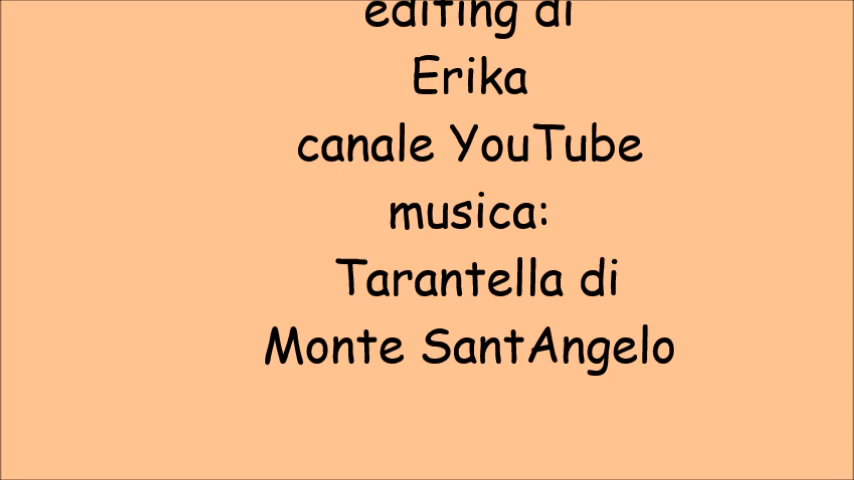 editing di
Erika
canale YouTube
musica:
Tarantella di
Monte SantAngelo